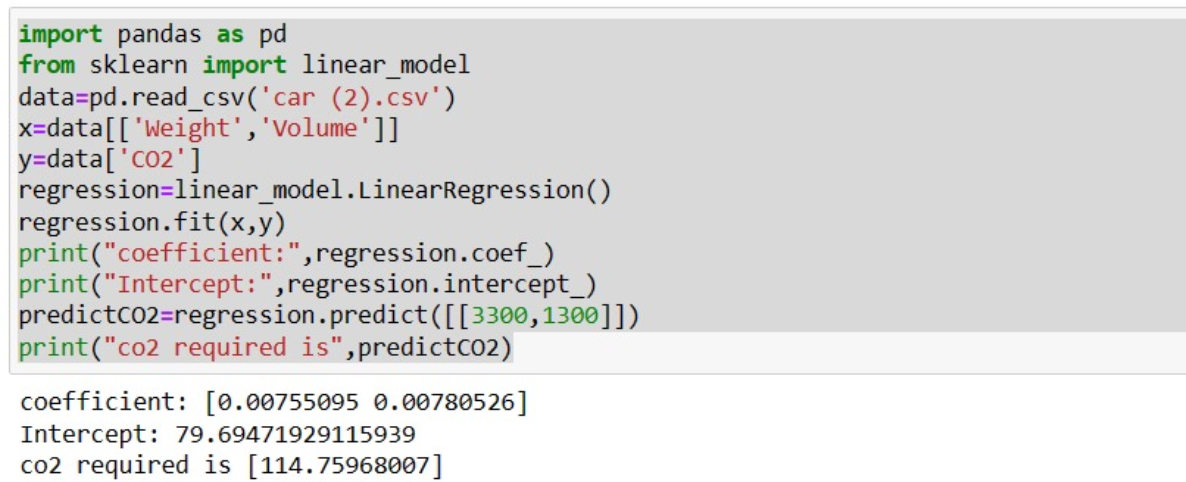 import pandas as pd
from sklearn import linear_model
data=pd.read_csv('car (2).csv')
x=data[['Weight','Volume']]
y=data['CO2']
regression=linear_model.LinearRegression()
regression.fit(x,y)
print("coefficient:",regression.coef_)
print("Intercept:",regression.intercept_)
predictCO2=regression.predict([[3300,1300]])
print("co2 required is",predictCO2)
coefficient: [0.00755095 0.00780526]
Intercept: 79.69471929115939
co2 required is [114.75968007]